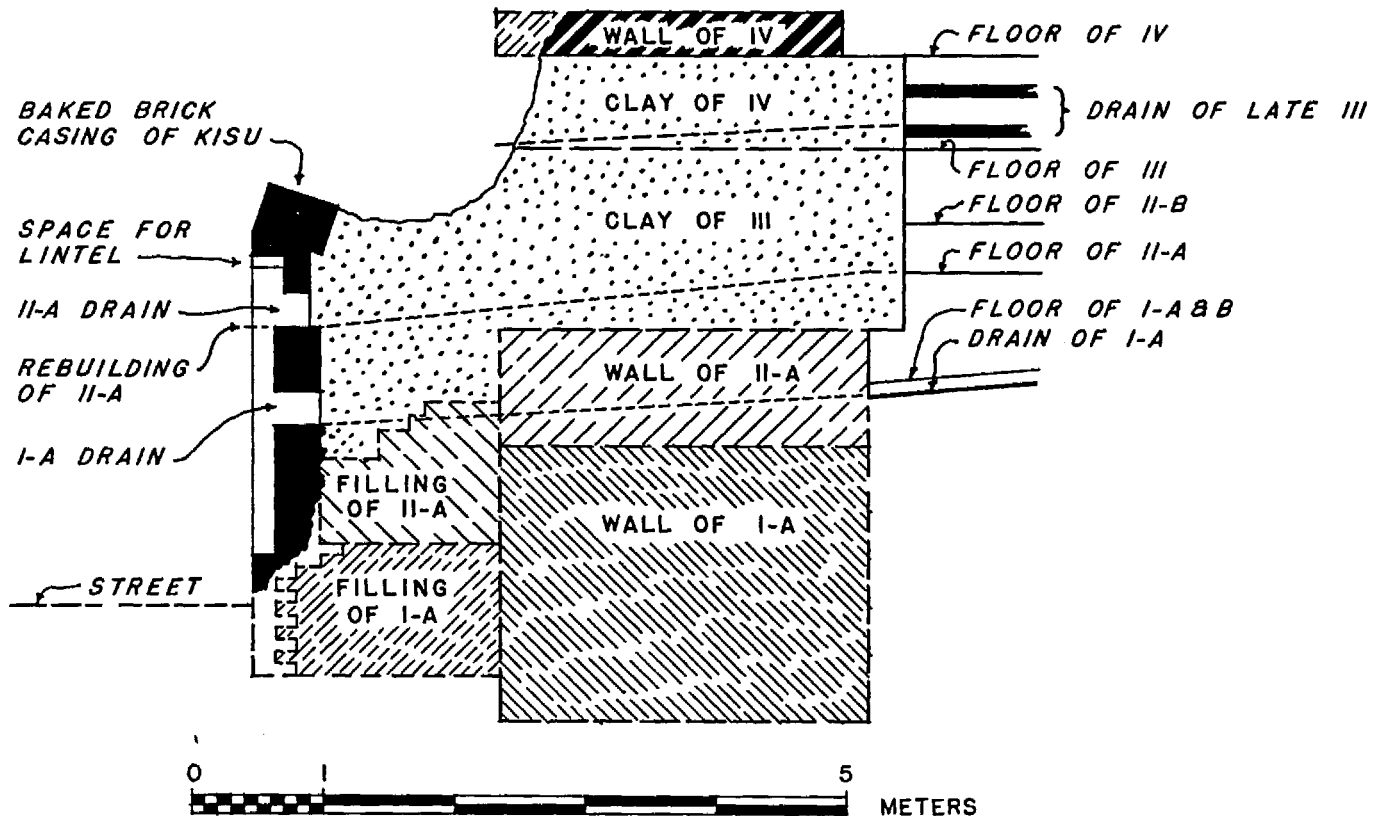 WALL OF IV
FLOOR OF IV
CLAY OF IV
DRAIN OF LATE III
BAKED BRICK
CASING OF KISU
FLOOR OF III
SPACE FOR
LINTEL
CLAY OF III
FLOOR OF II-B
FLOOR OF II-A
II-A DRAIN
FLOOR OF I-A & B
DRAIN OF I-A
REBUILDING
OF II-A
WALL OF II-A
I-A DRAIN
FILLING
OF II-A
WALL OF I-A
STREET
FILLING
OF I-A
0 1 5
METERS